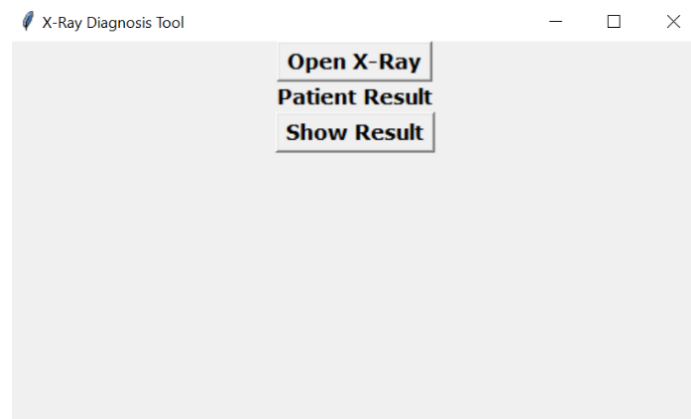 X-Ray Diagnosis Tool
Open X-Ray
Patient Result
Show Result